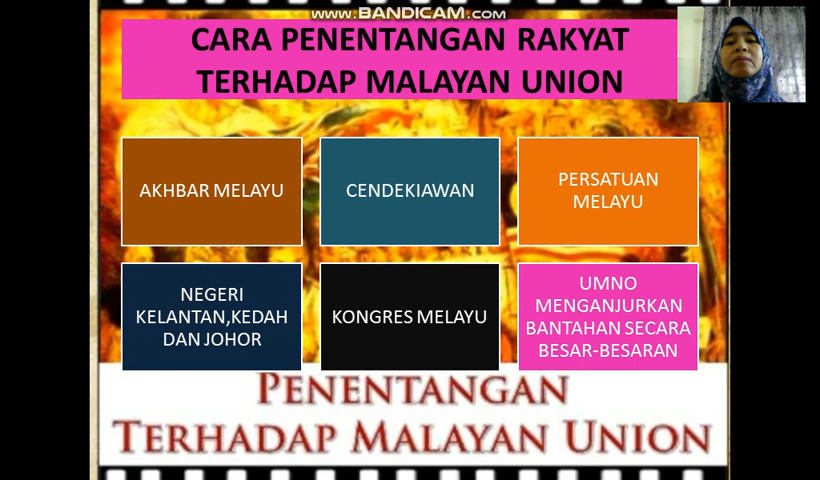 www.BANDICAM.com
CARA PENENTANGAN RAKYAT
TERHADAP MALAYAN UNION
AKHBAR MELAYU
CENDEKIAWAN
PERSATUAN
MELAYU
NEGERI
KELANTAN,KEDAH
DAN JOHOR
KONGRES MELAYU
UMNO
MENGANJURKAN
BANTAHAN SECARA
BESAR-BESARAN
PENENTANGAN
TERHADAP MALAYAN UNION